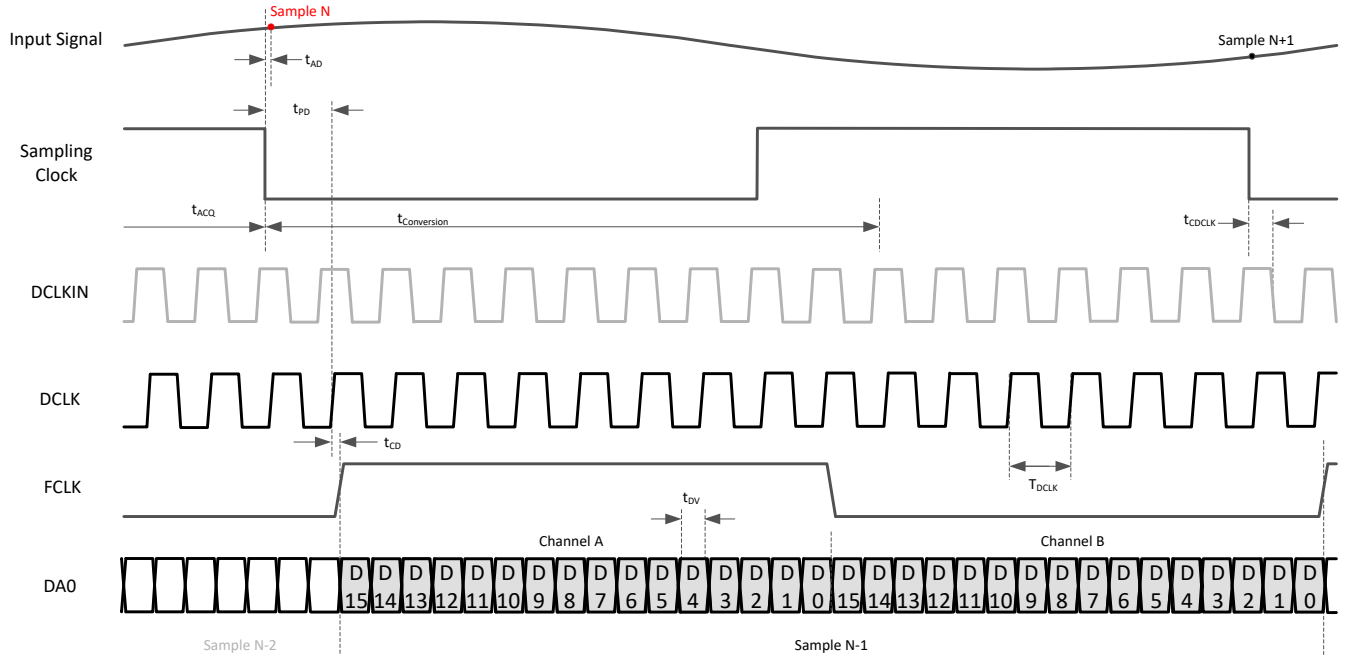 Sample N
Input Signal
Sample N+1
tAD
tPD
Sampling
Clock
tACQ
tConversion
tCDCLK
DCLKIN
DCLK
tCD
FCLK
TDCLK
tDV
Channel A
Channel B
DA0
D D D D D D D D D D D D D D D D D D D D D D D D D D D D D D D D
15 14 13 12 11 10 9 8 7 6 5 4 3 2 1 0 15 14 13 12 11 10 9 8 7 6 5 4 3 2 1 0
Sample N-2
Sample N-1